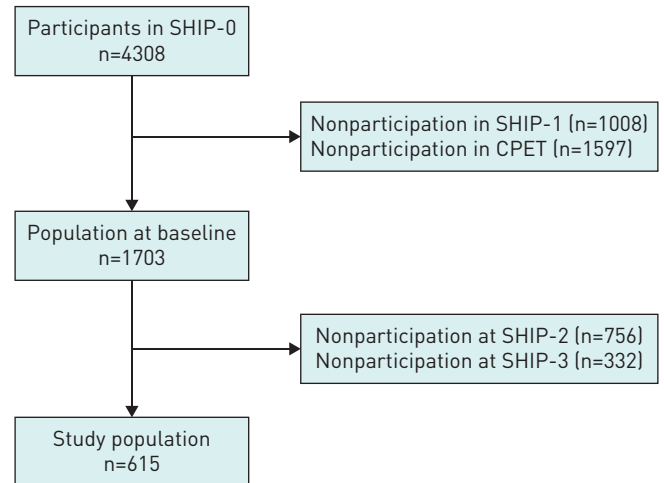 Participants in SHIP-0
n=4308
Nonparticipation in SHIP-1 (n=1008)
Nonparticipation in CPET (n=1597)
Population at baseline
n=1703
Nonparticipation at SHIP-2 (n=756)
Nonparticipation at SHIP-3 (n=332)
Study population
n=615